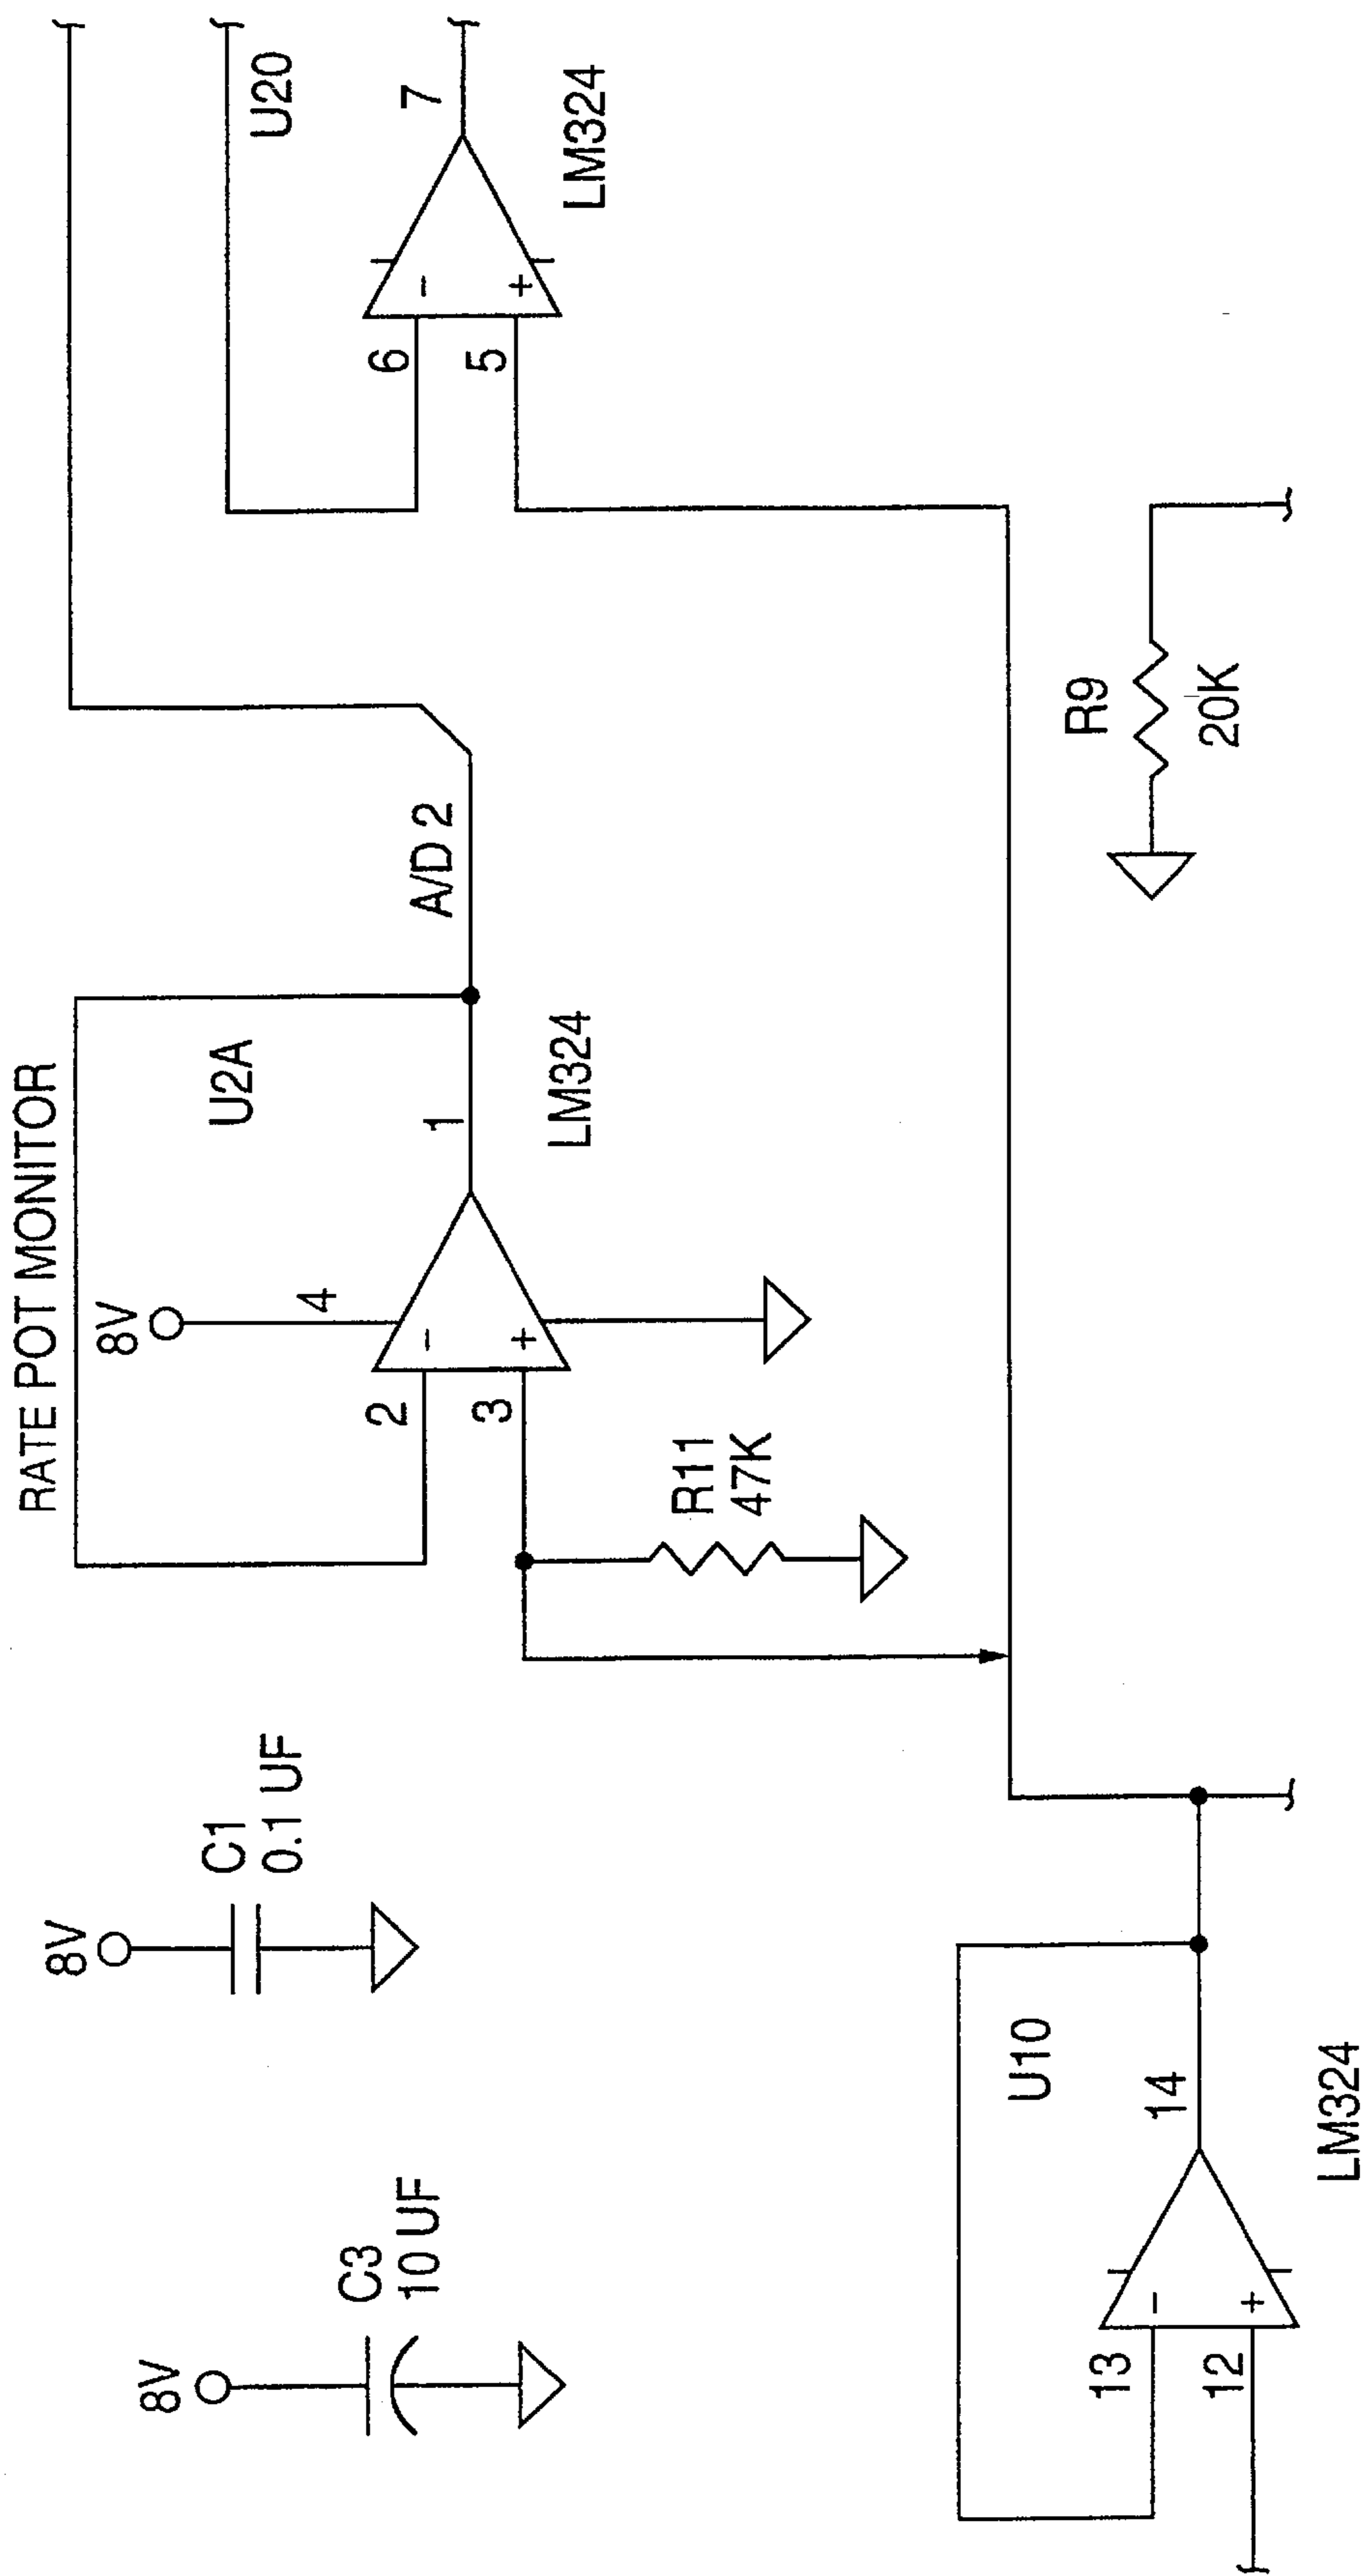 RATE POT MONITOR
8V
C3
10 UF
8V
C1
0.1 UF
8V
4
2
3
-
+
1
U2A
LM324
R11
47K
A/D 2
U20
6
5
-
+
7
LM324
13
12
-
+
14
U10
LM324
R9
20K